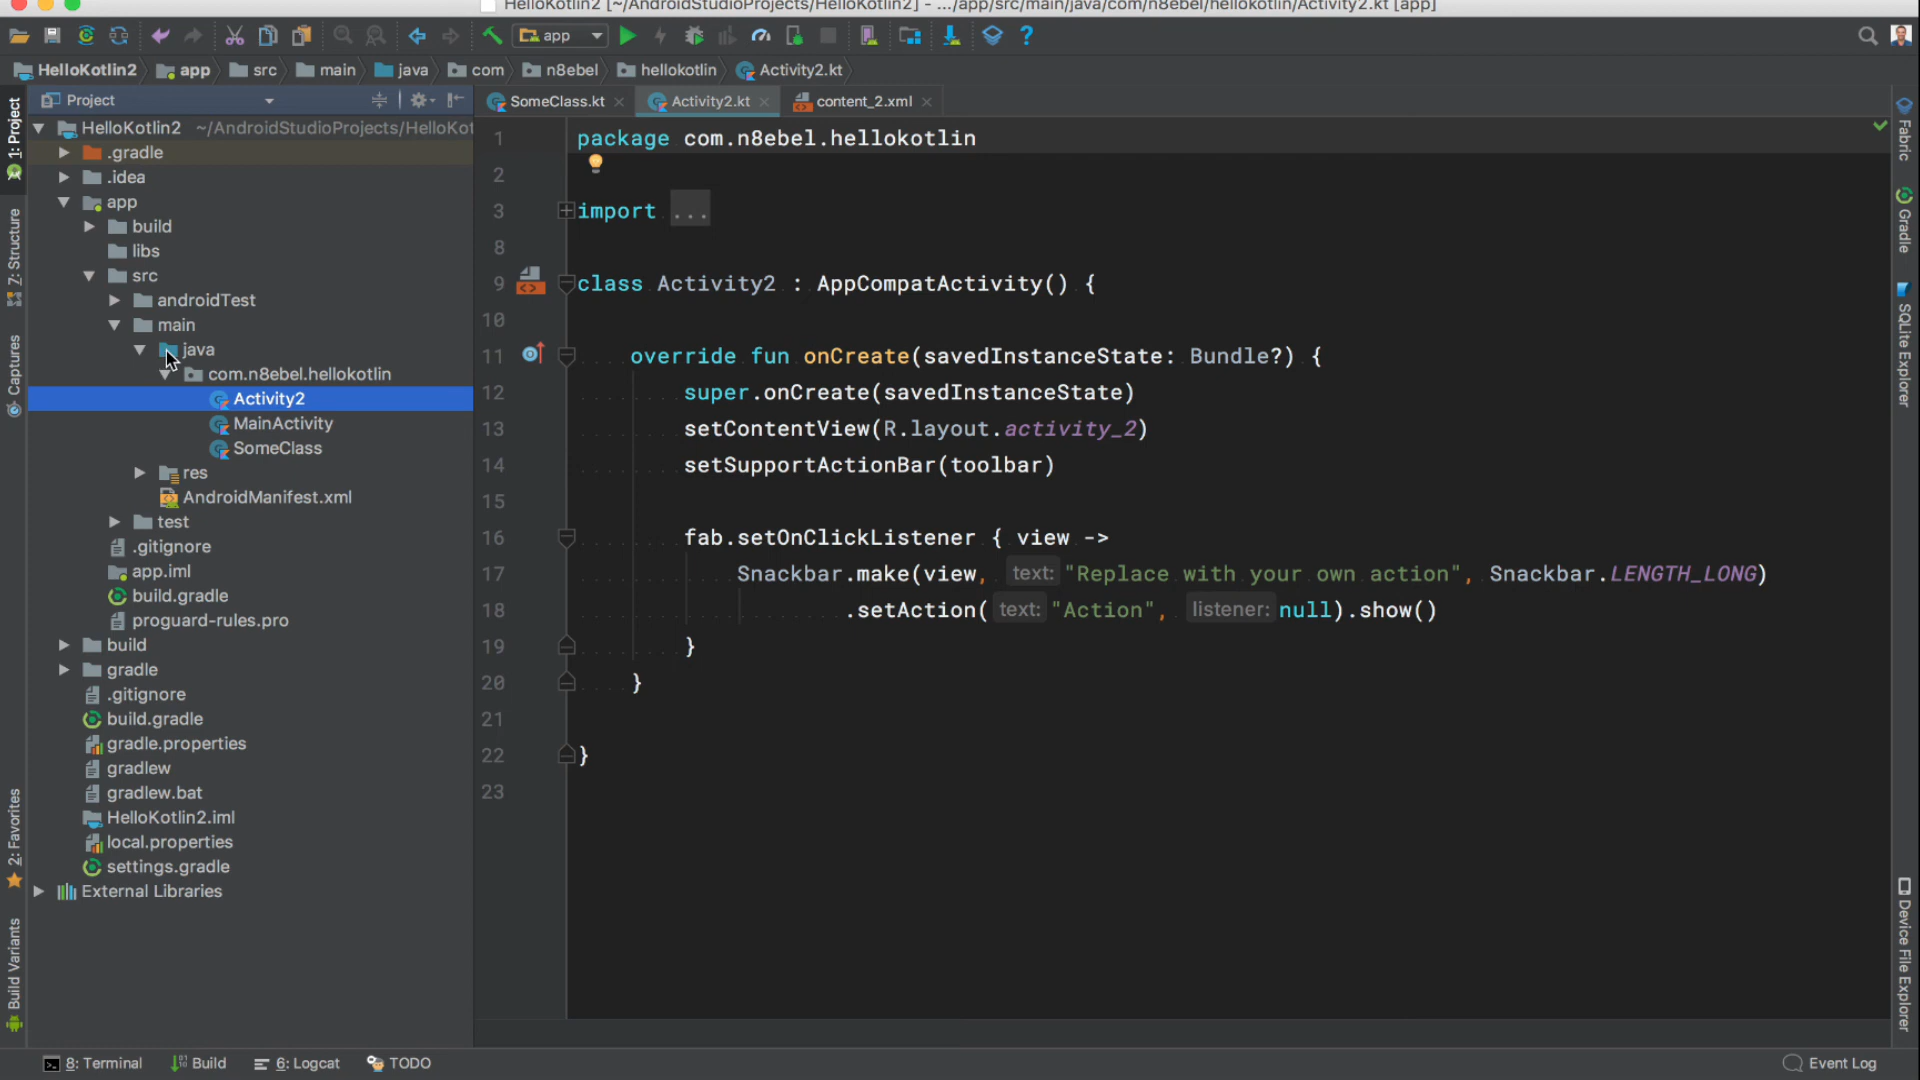 HelloKotlin2 [~/AndroidStudioProjects/HelloKotlin2] - .../app/src/main/java/com/n8ebel/hellokotlin/Activity2.kt [app]
app
HelloKotlin2 app src main java com n8ebel hellokotlin Activity2.kt
Project
SomeClass.kt
Activity2.kt
content_2.xml
1: Project
Z: Structure
Captures
2: Favorites
Build Variants
HelloKotlin2 ~/AndroidStudioProjects/HelloKot
.gradle
.idea
app
build
libs
src
androidTest
main
java
com.n8ebel.hellokotlin
Activity2
MainActivity
SomeClass
res
AndroidManifest.xml
test
.gitignore
app.iml
build.gradle
proguard-rules.pro
build
gradle
.gitignore
build.gradle
gradle.properties
gradlew
gradlew.bat
HelloKotlin2.iml
local.properties
settings.gradle
External Libraries
1 package com.n8ebel.hellokotlin
2
3 import ...
8
9 class Activity2 : AppCompatActivity() {
10
11 override fun onCreate(savedInstanceState: Bundle?) {
12 super.onCreate(savedInstanceState)
13 setContentView(R.layout.activity_2)
14 setSupportActionBar(toolbar)
15
16 fab.setOnClickListener { view ->
17 Snackbar.make(view, text: "Replace with your own action", Snackbar.LENGTH_LONG)
18 .setAction( text: "Action", listener: null).show()
19 }
20 }
21
22 }
23
Fabric
Gradle
SQLite Explorer
Device File Explorer
8: Terminal
Build
6: Logcat
TODO
Event Log